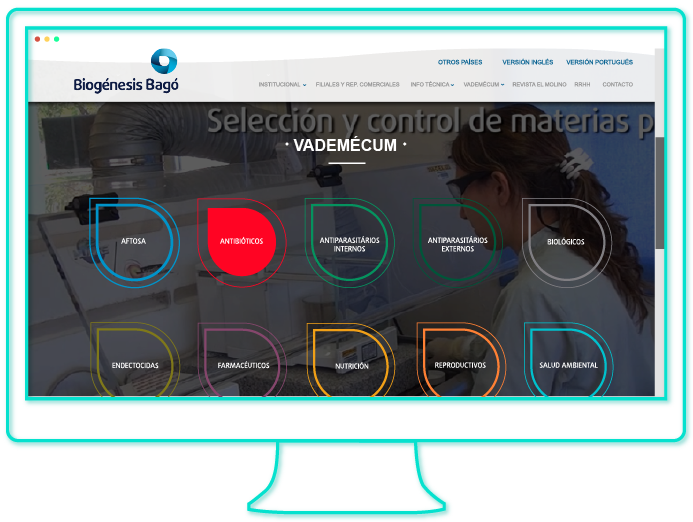 OTROS PAÍSES VERSIÓN INGLÉS VERSIÓN PORTUGUÉS
Biogénesis Bagó
INSTITUCIONAL FILIALES Y REP. COMERCIALES INFO TÉCNICA VADEMÉCUM REVISTA EL MOLINO RRHH CONTACTO
Selección y control de materias p
· VADEMÉCUM ·
AFTOSA
ANTIBIÓTICOS
ANTIPARASITÁRIOS
INTERNOS
ANTIPARASITÁRIOS
EXTERNOS
BIOLÓGICOS
ENDECTOCIDAS
FARMACÉUTICOS
NUTRICIÓN
REPRODUCTIVOS
SALUD AMBIENTAL